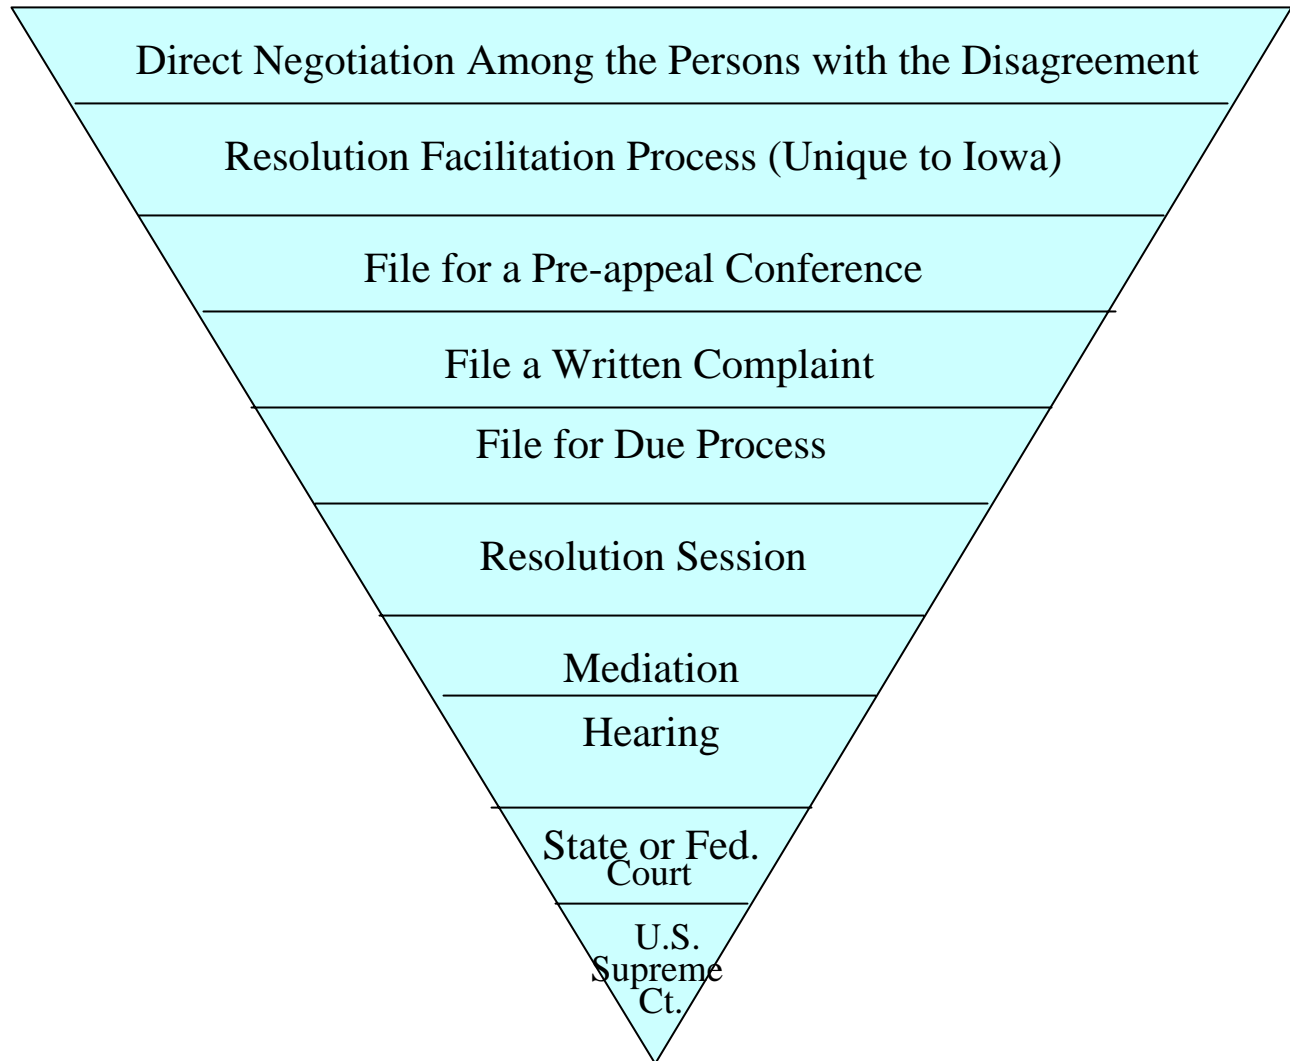 Direct Negotiation Among the Persons with the Disagreement
Resolution Facilitation Process (Unique to Iowa)
File for a Pre-appeal Conference
File a Written Complaint
File for Due Process
Resolution Session
Mediation
Hearing
State or Fed.
Court
U.S.
Supreme
Ct.